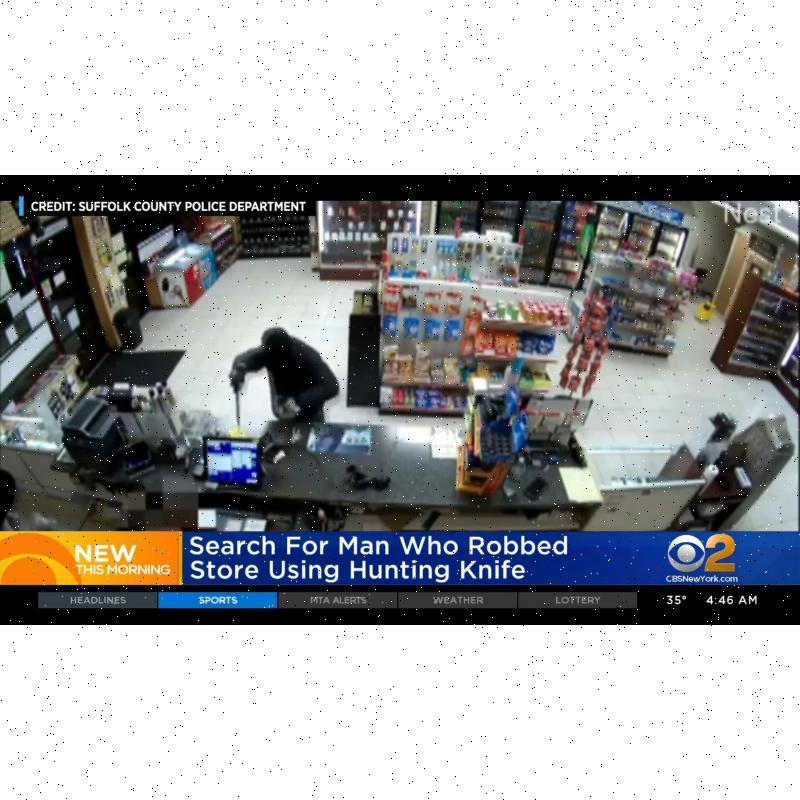 CREDIT: SUFFOLK COUNTY POLICE DEPARTMENT
Nest
NEW
THIS MORNING
Search For Man Who Robbed
Store Using Hunting Knife
2
CBSNewYork.com
HEADLINES
SPORTS
MTA ALERTS
WEATHER
LOTTERY
35°
4:46 AM